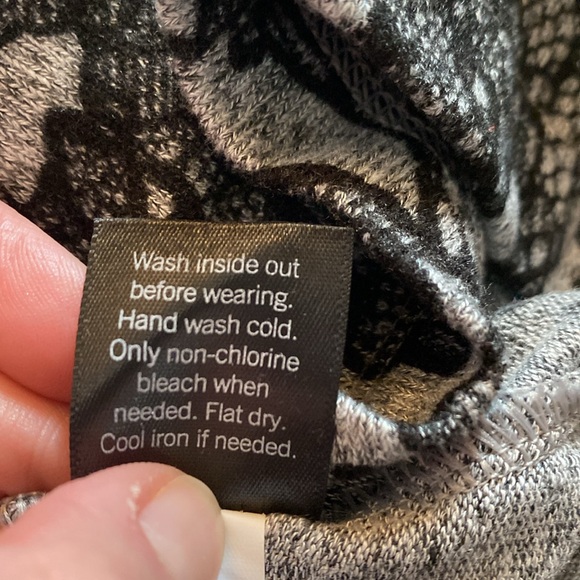 Wash inside out
before wearing.
Hand wash cold.
Only non-chlorine
bleach when
needed. Flat dry.
Cool iron if needed.